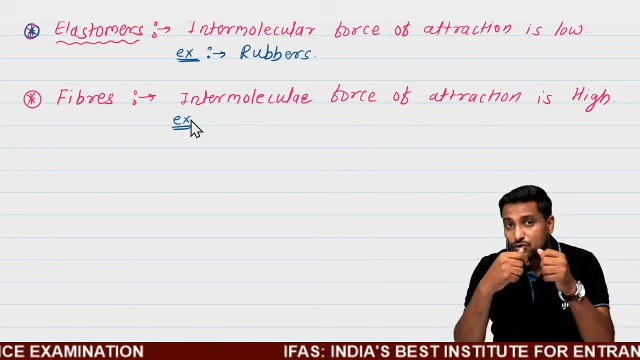 * Elastomers :→ Intermolecular force of attraction is low.
ex :→ Rubbers.
* Fibres :→ Intermolecular force of attraction is High.
ex
ICE EXAMINATION IFAS: INDIA'S BEST INSTITUTE FOR ENTRAN